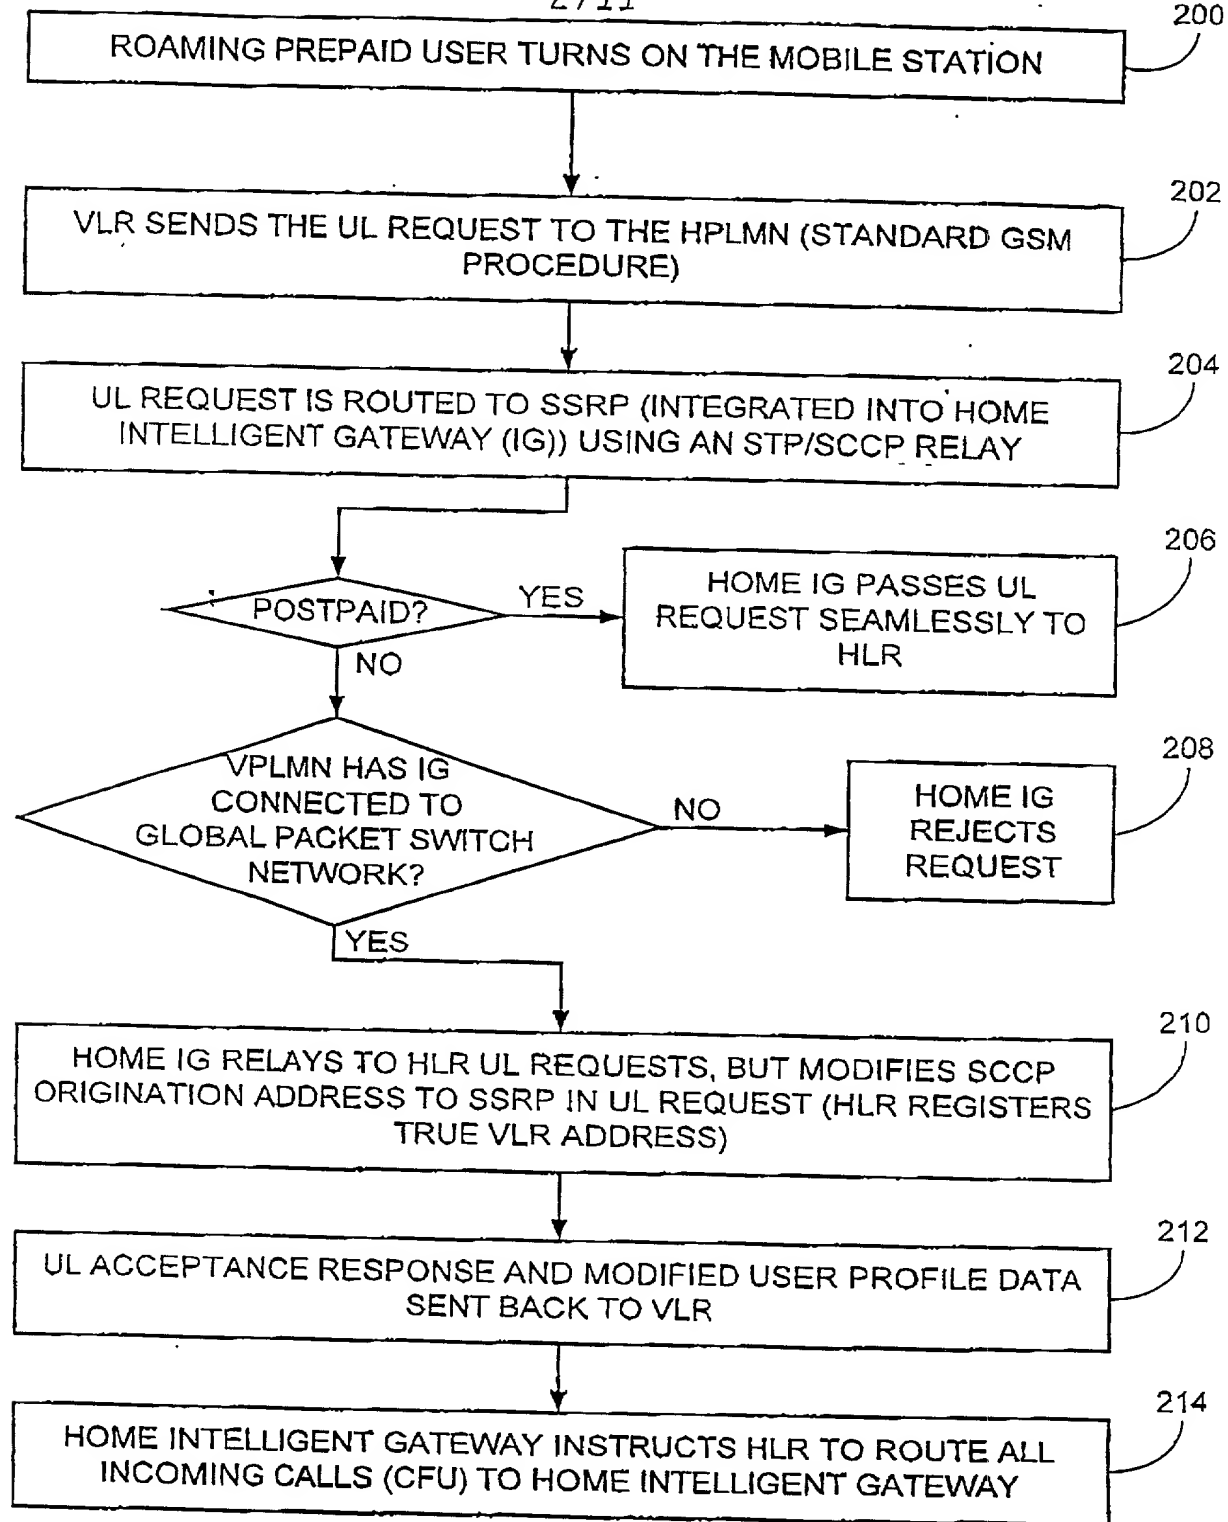 2/11
200
ROAMING PREPAID USER TURNS ON THE MOBILE STATION
202
VLR SENDS THE UL REQUEST TO THE HPLMN (STANDARD GSM
PROCEDURE)
204
UL REQUEST IS ROUTED TO SSRP (INTEGRATED INTO HOME
INTELLIGENT GATEWAY (IG)) USING AN STP/SCCP RELAY
206
POSTPAID?
YES
HOME IG PASSES UL
REQUEST SEAMLESSLY TO
HLR
NO
208
VPLMN HAS IG
CONNECTED TO
GLOBAL PACKET SWITCH
NETWORK?
NO
HOME IG
REJECTS
REQUEST
YES
210
HOME IG RELAYS TO HLR UL REQUESTS, BUT MODIFIES SCCP
ORIGINATION ADDRESS TO SSRP IN UL REQUEST (HLR REGISTERS
TRUE VLR ADDRESS)
212
UL ACCEPTANCE RESPONSE AND MODIFIED USER PROFILE DATA
SENT BACK TO VLR
214
HOME INTELLIGENT GATEWAY INSTRUCTS HLR TO ROUTE ALL
INCOMING CALLS (CFU) TO HOME INTELLIGENT GATEWAY